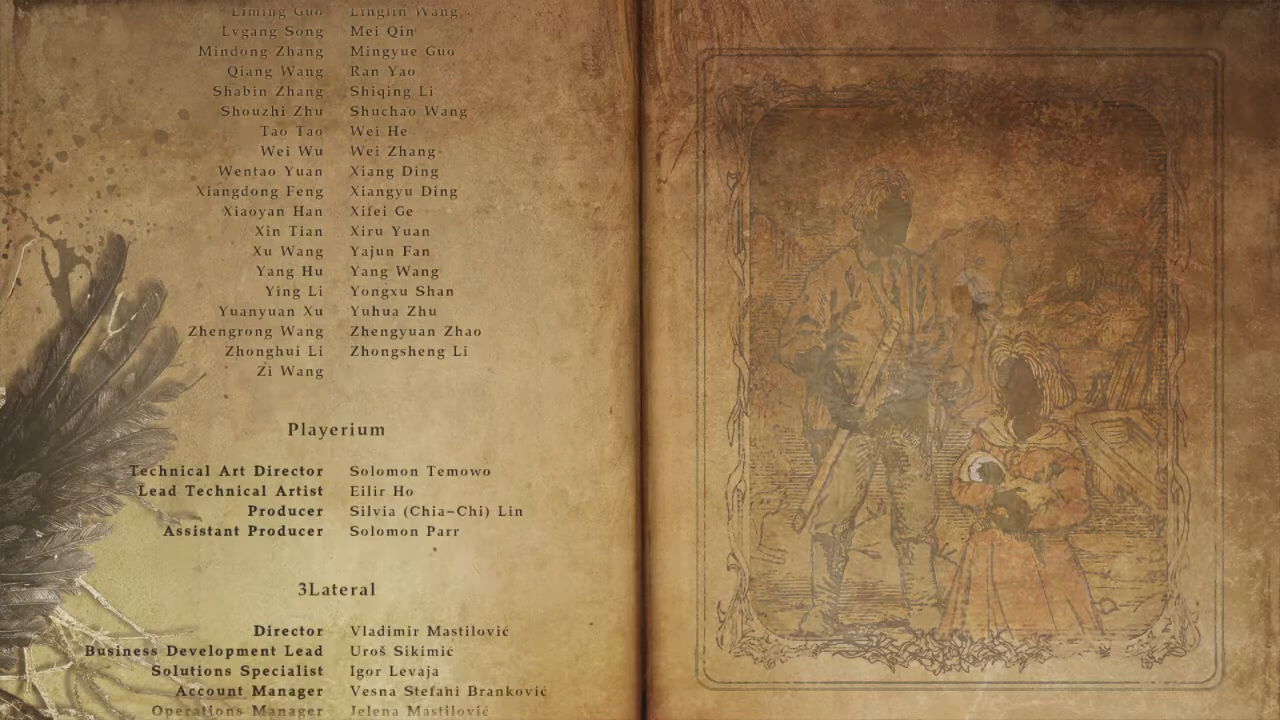 Liming Guo Linglin Wang
Lvgang Song Mei Qin
Mindong Zhang Mingyue Guo
Qiang Wang Ran Yao
Shabin Zhang Shiqing Li
Shouzhi Zhu Shuchao Wang
Tao Tao Wei He
Wei Wu Wei Zhang
Wentao Yuan Xiang Ding
Xiangdong Feng Xiangyu Ding
Xiaoyan Han Xifei Ge
Xin Tian Xiru Yuan
Xu Wang Yajun Fan
Yang Hu Yang Wang
Ying Li Yongxu Shan
Yuanyuan Xu Yuhua Zhu
Zhengrong Wang Zhengyuan Zhao
Zhonghui Li Zhongsheng Li
Zi Wang
Playerium
Technical Art Director Solomon Temowo
Lead Technical Artist Eilir Ho
Producer Silvia (Chia-Chi) Lin
Assistant Producer Solomon Parr
3Lateral
Director Vladimir Mastilović
Business Development Lead Uroš Sikimić
Solutions Specialist Igor Levaja
Account Manager Vesna Stefani Branković
Operations Manager Jelena Mastilović